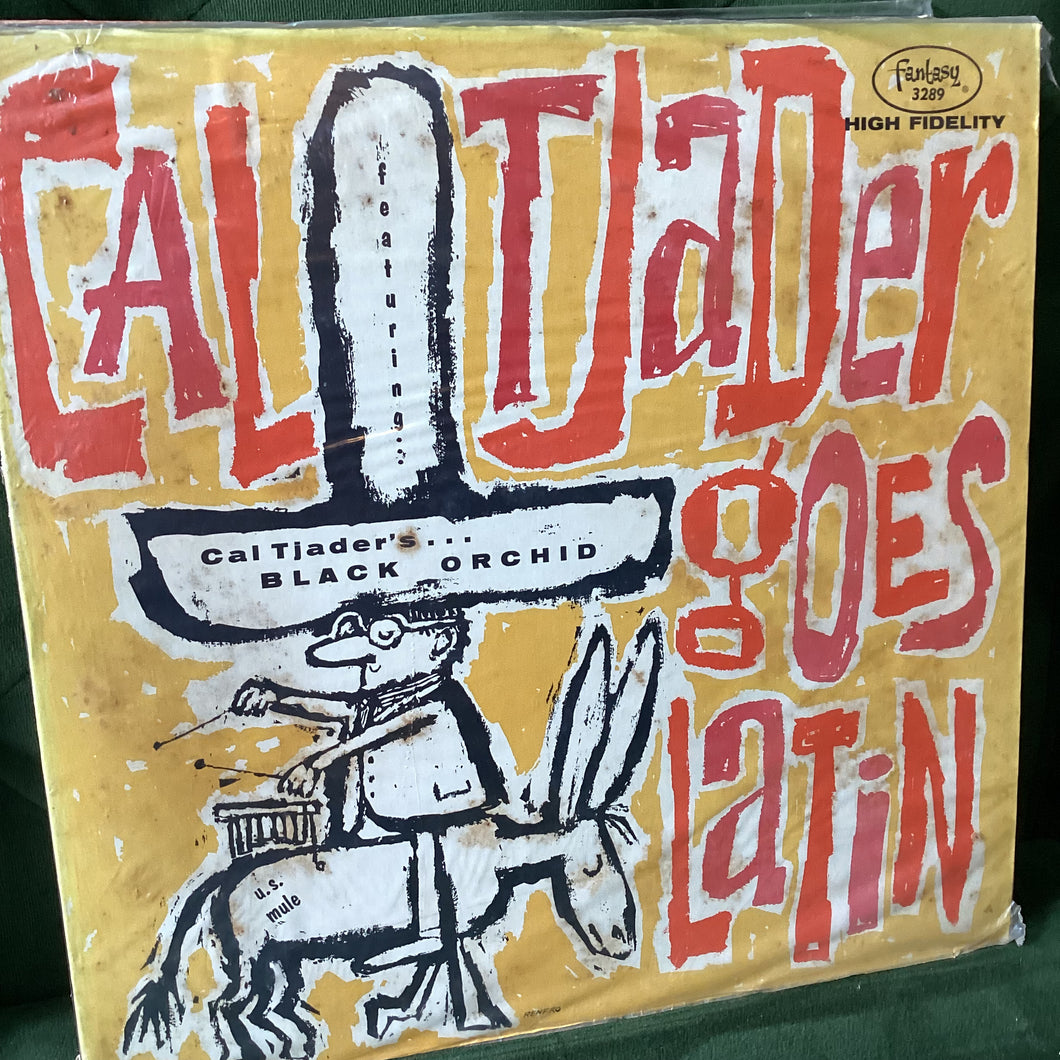 CAL TJaDer
gOES
LaTiN
fantasy®
3289
HIGH FIDELITY
featuring...
Cal Tjader's...
BLACK ORCHID
u.s.
mule
RENFRO